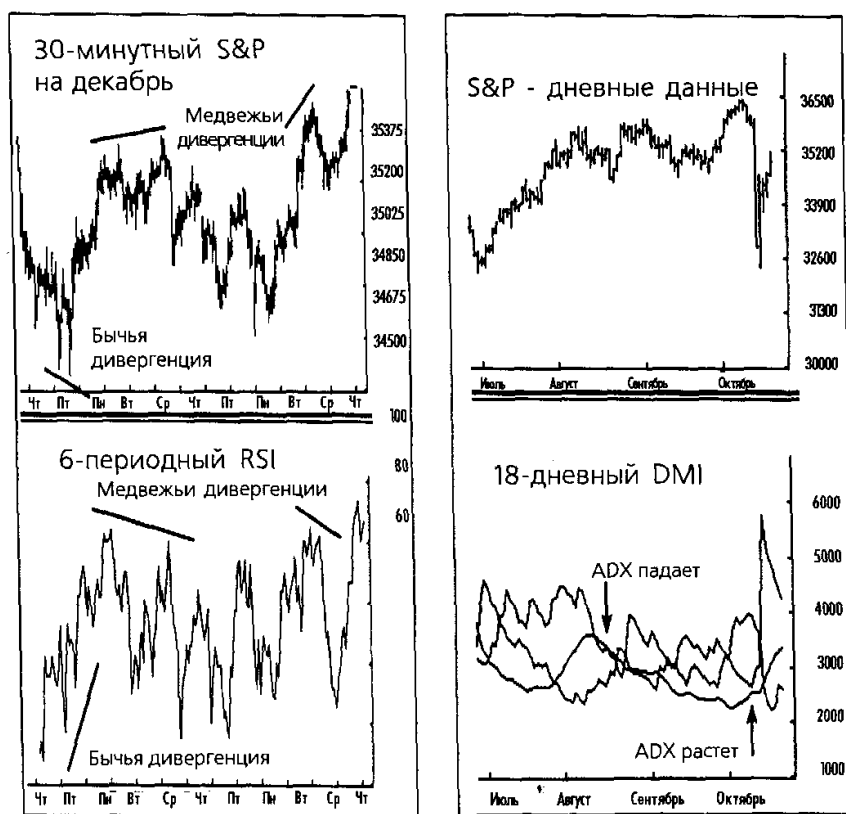 30-минутный S&P
на декабрь
Медвежьи
дивергенции
35375
35200
35025
34850
34675
34500
Бычья
дивергенция
Чт Пт Пн Вт Ср Чт Пт Пн Вт Ср Чт
100
6-периодный RSI
80
Медвежьи дивергенции
60
Бычья дивергенция
Чт Пт Пн Вт Ср Чт Пт Пн Вт Ср Чт
S&P - дневные данные
36500
35200
33900
32600
31300
30000
Июль Август Сентябрь Октябрь
18-дневный DMI
6000
5000
ADX падает
4000
3000
2000
ADX растет
1000
Июль Август Сентябрь Октябрь